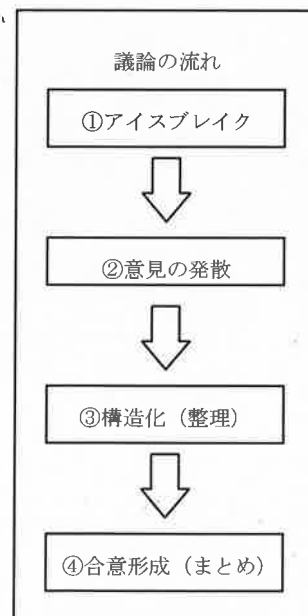 議論の流れ
①アイスブレイク
②意見の発散
③構造化（整理）
④合意形成（まとめ）